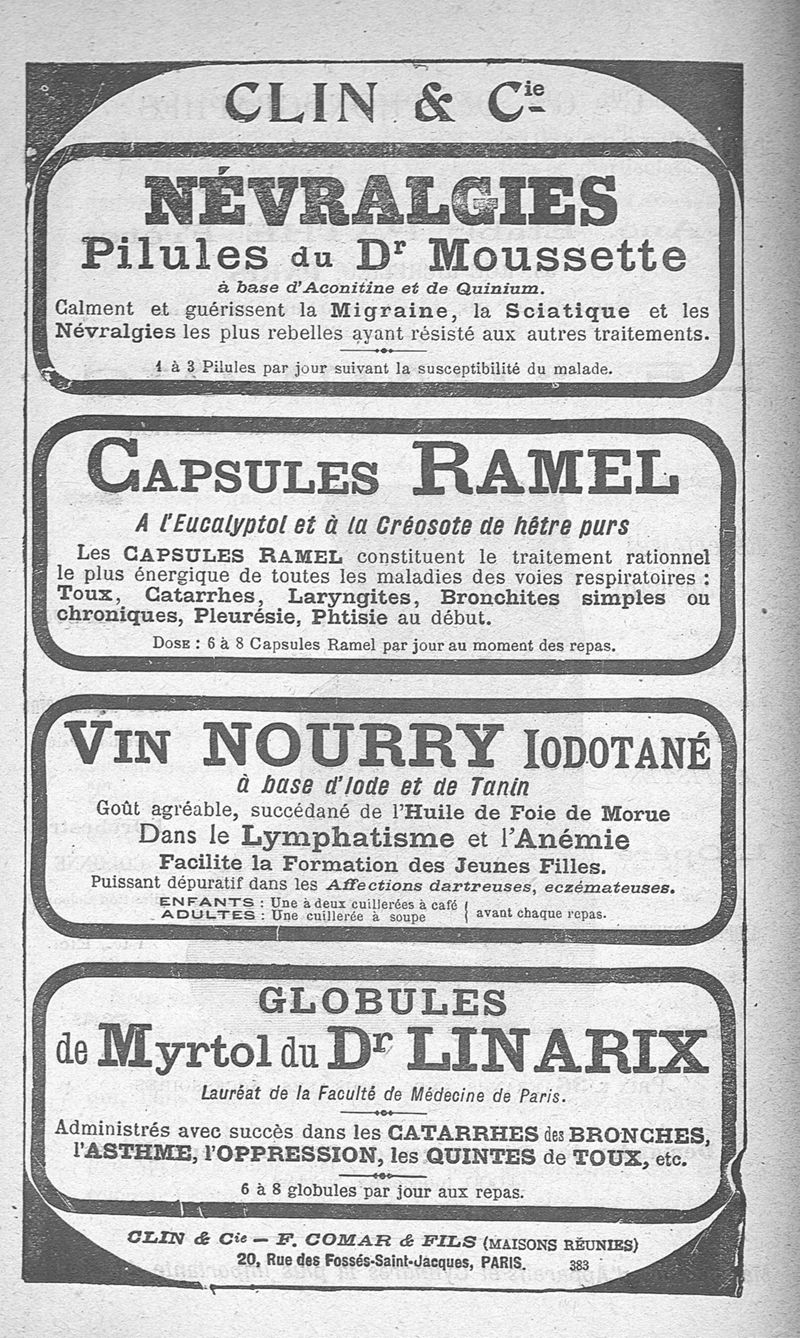 CLIN & Cie
NÉVRALGIES
Pilules du Dr Moussette
à base d'Aconitine et de Quinium.
Calment et guérissent la Migraine, la Sciatique et les
Névralgies les plus rebelles ayant résisté aux autres traitements.
1 à 3 Pilules par jour suivant la susceptibilité du malade.
CAPSULES RAMEL
A l'Eucalyptol et à la Créosote de hêtre purs
Les CAPSULES RAMEL constituent le traitement rationnel
le plus énergique de toutes les maladies des voies respiratoires :
Toux, Catarrhes, Laryngites, Bronchites simples ou
chroniques, Pleurésie, Phtisie au début.
DOSE : 6 à 8 Capsules Ramel par jour au moment des repas.
VIN NOURRY IODOTANÉ
à base d'Iode et de Tanin
Goût agréable, succédané de l'Huile de Foie de Morue
Dans le Lymphatisme et l'Anémie
Facilite la Formation des Jeunes Filles.
Puissant dépuratif dans les Affections dartreuses, eczémateuses.
ENFANTS : Une à deux cuillerées à café
ADULTES : Une cuillerée à soupe
avant chaque repas.
GLOBULES
de Myrtol du Dr LINARIX
Lauréat de la Faculté de Médecine de Paris.
Administrés avec succès dans les CATARRHES des BRONCHES,
l'ASTHME, l'OPPRESSION, les QUINTES de TOUX, etc.
6 à 8 globules par jour aux repas.
CLIN & Cie — F. COMAR & FILS (MAISONS RÉUNIES)
20, Rue des Fossés-Saint-Jacques, PARIS. 383